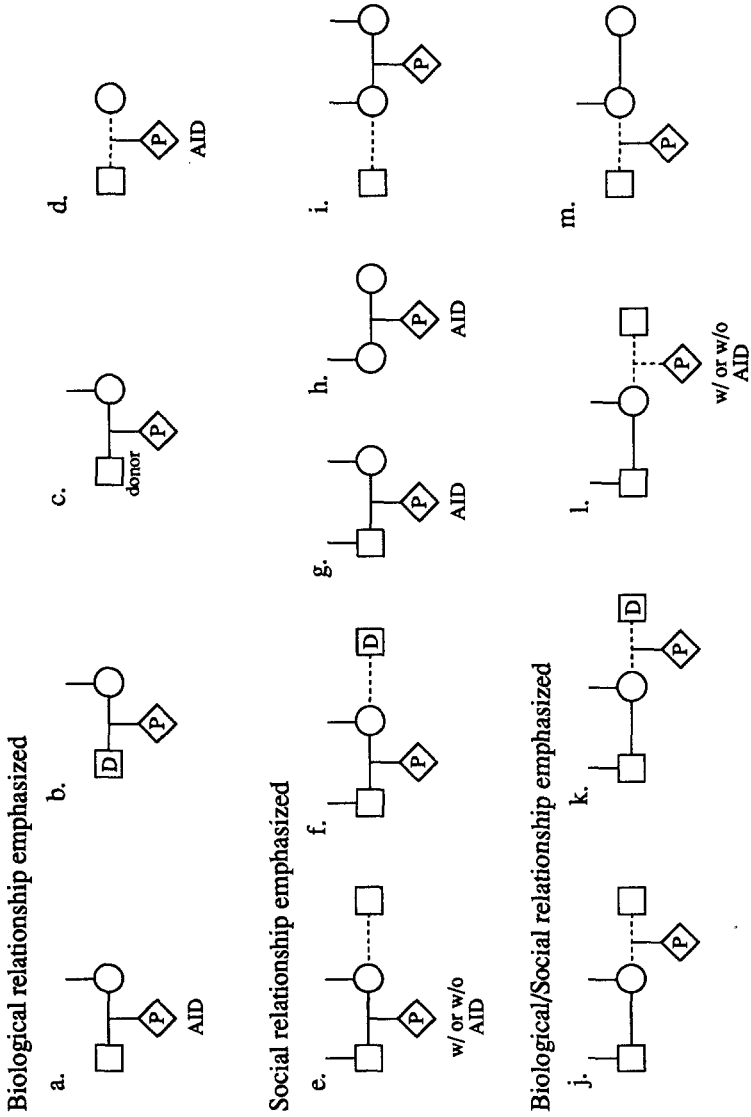 Biological relationship emphasized
a. b. c. d.
D
donor
P P P P
AID AID
Social relationship emphasized
e. f. g. h. i.
D
P P P P P
w/ or w/o
AID AID AID
Biological/Social relationship emphasized
j. k. l. m.
D
P P P P
w/ or w/o
AID